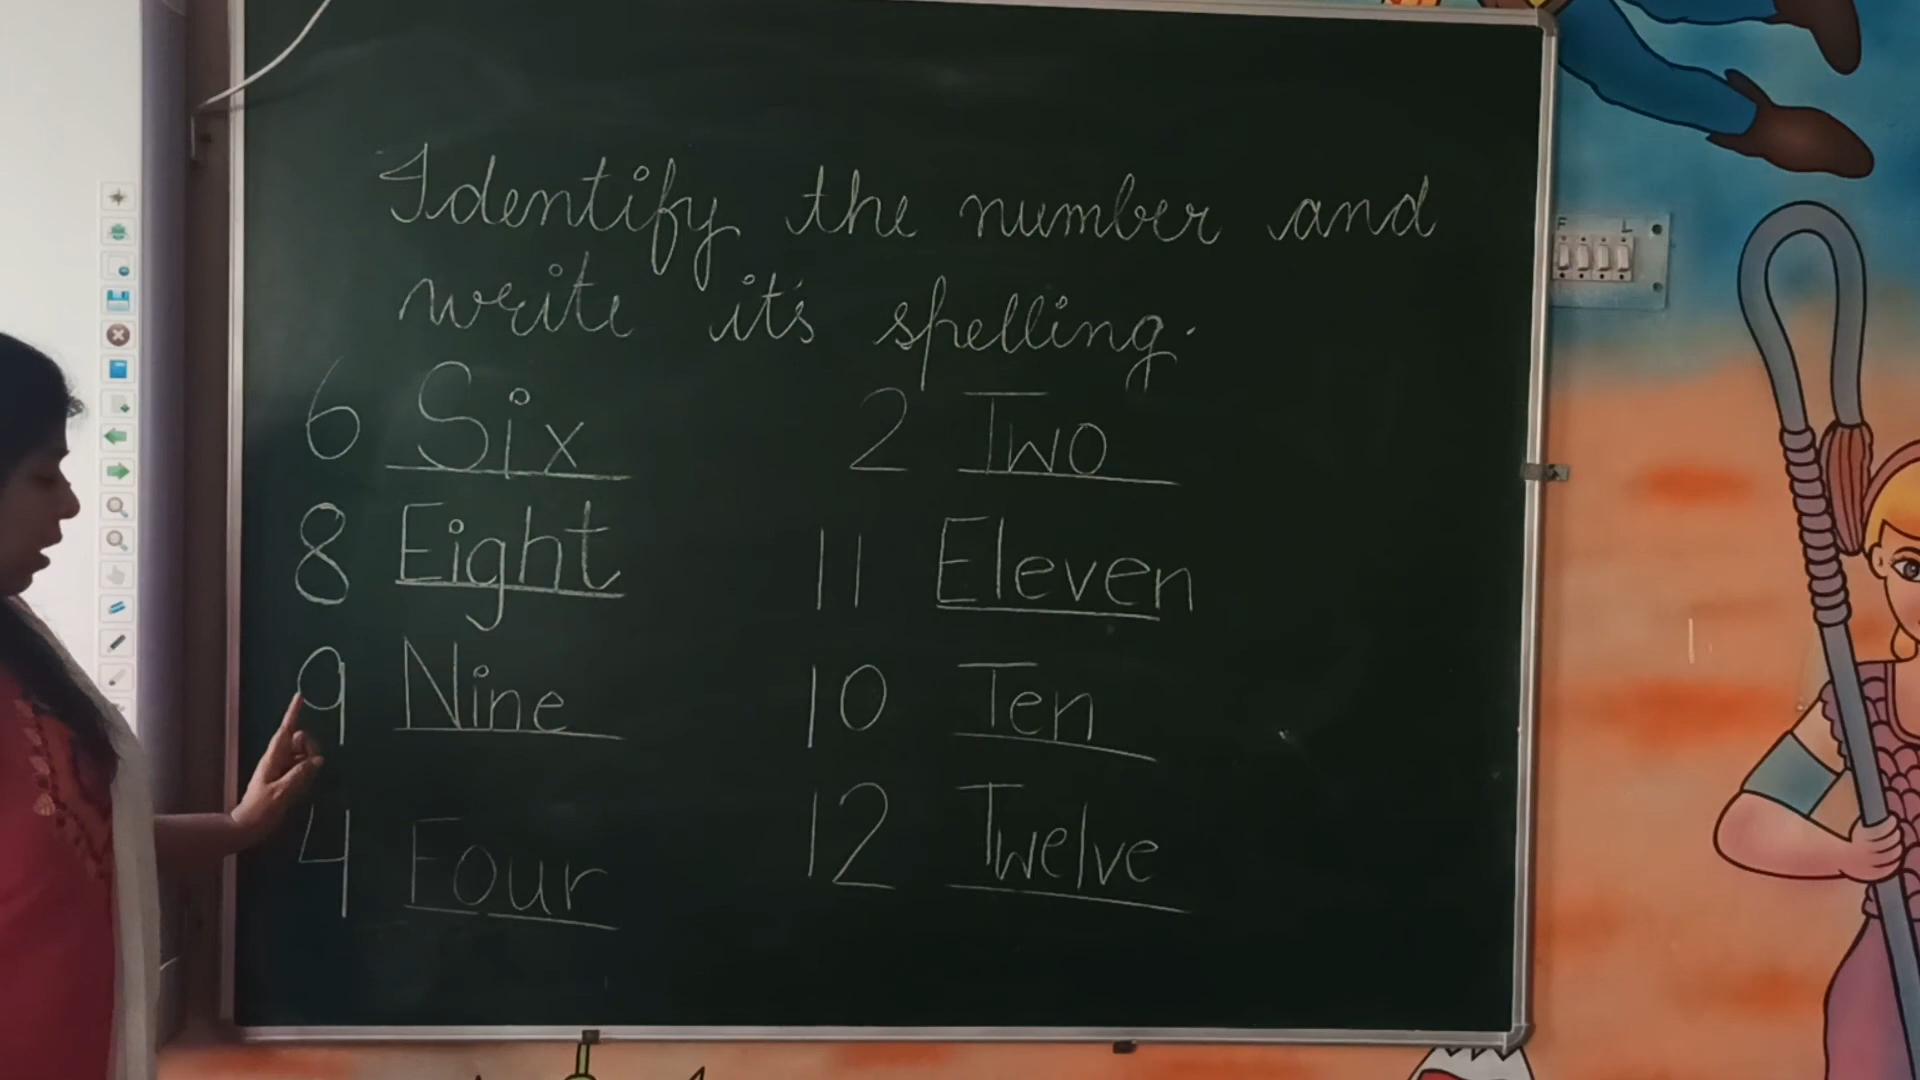 Identify the number and
write it's spelling.
6 Six 2 Two
8 Eight 11 Eleven
9 Nine 10 Ten
4 Four 12 Twelve
F L